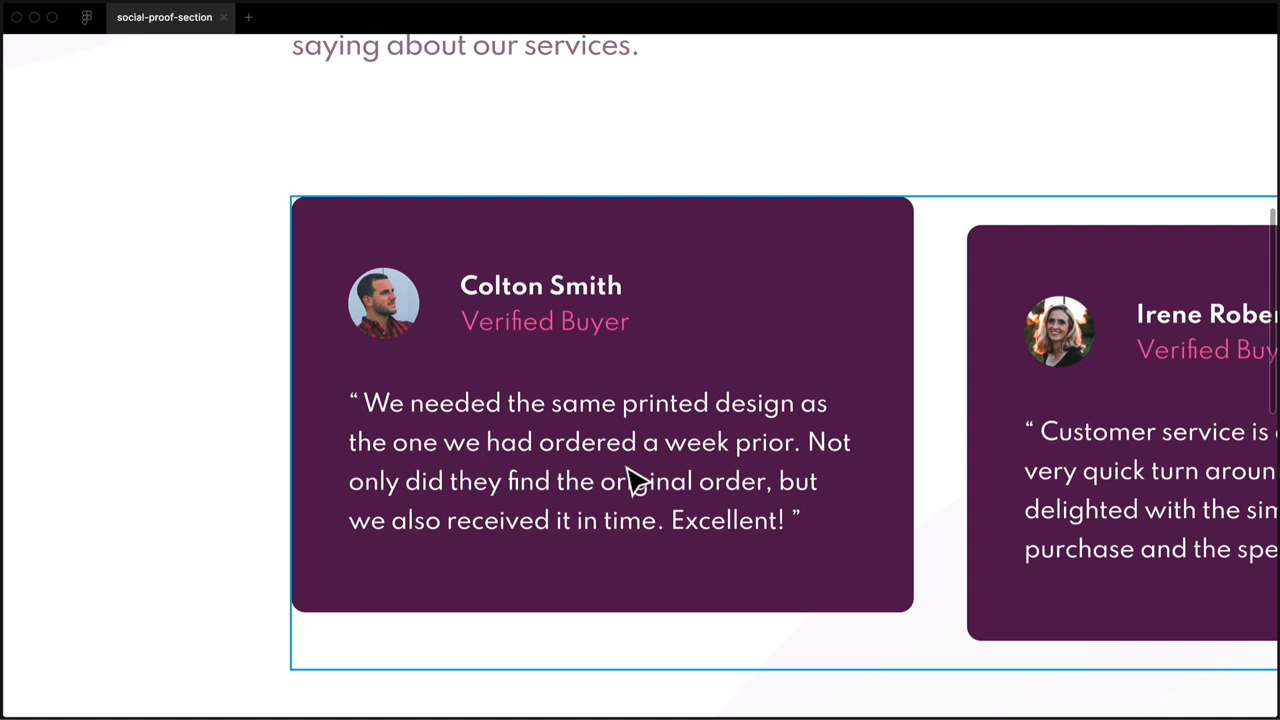 social-proof-section
saying about our services.
Colton Smith
Verified Buyer
“ We needed the same printed design as
the one we had ordered a week prior. Not
only did they find the original order, but
we also received it in time. Excellent! ”
Irene Rober
Verified Buy
“ Customer service is
very quick turn aroun
delighted with the sim
purchase and the spe